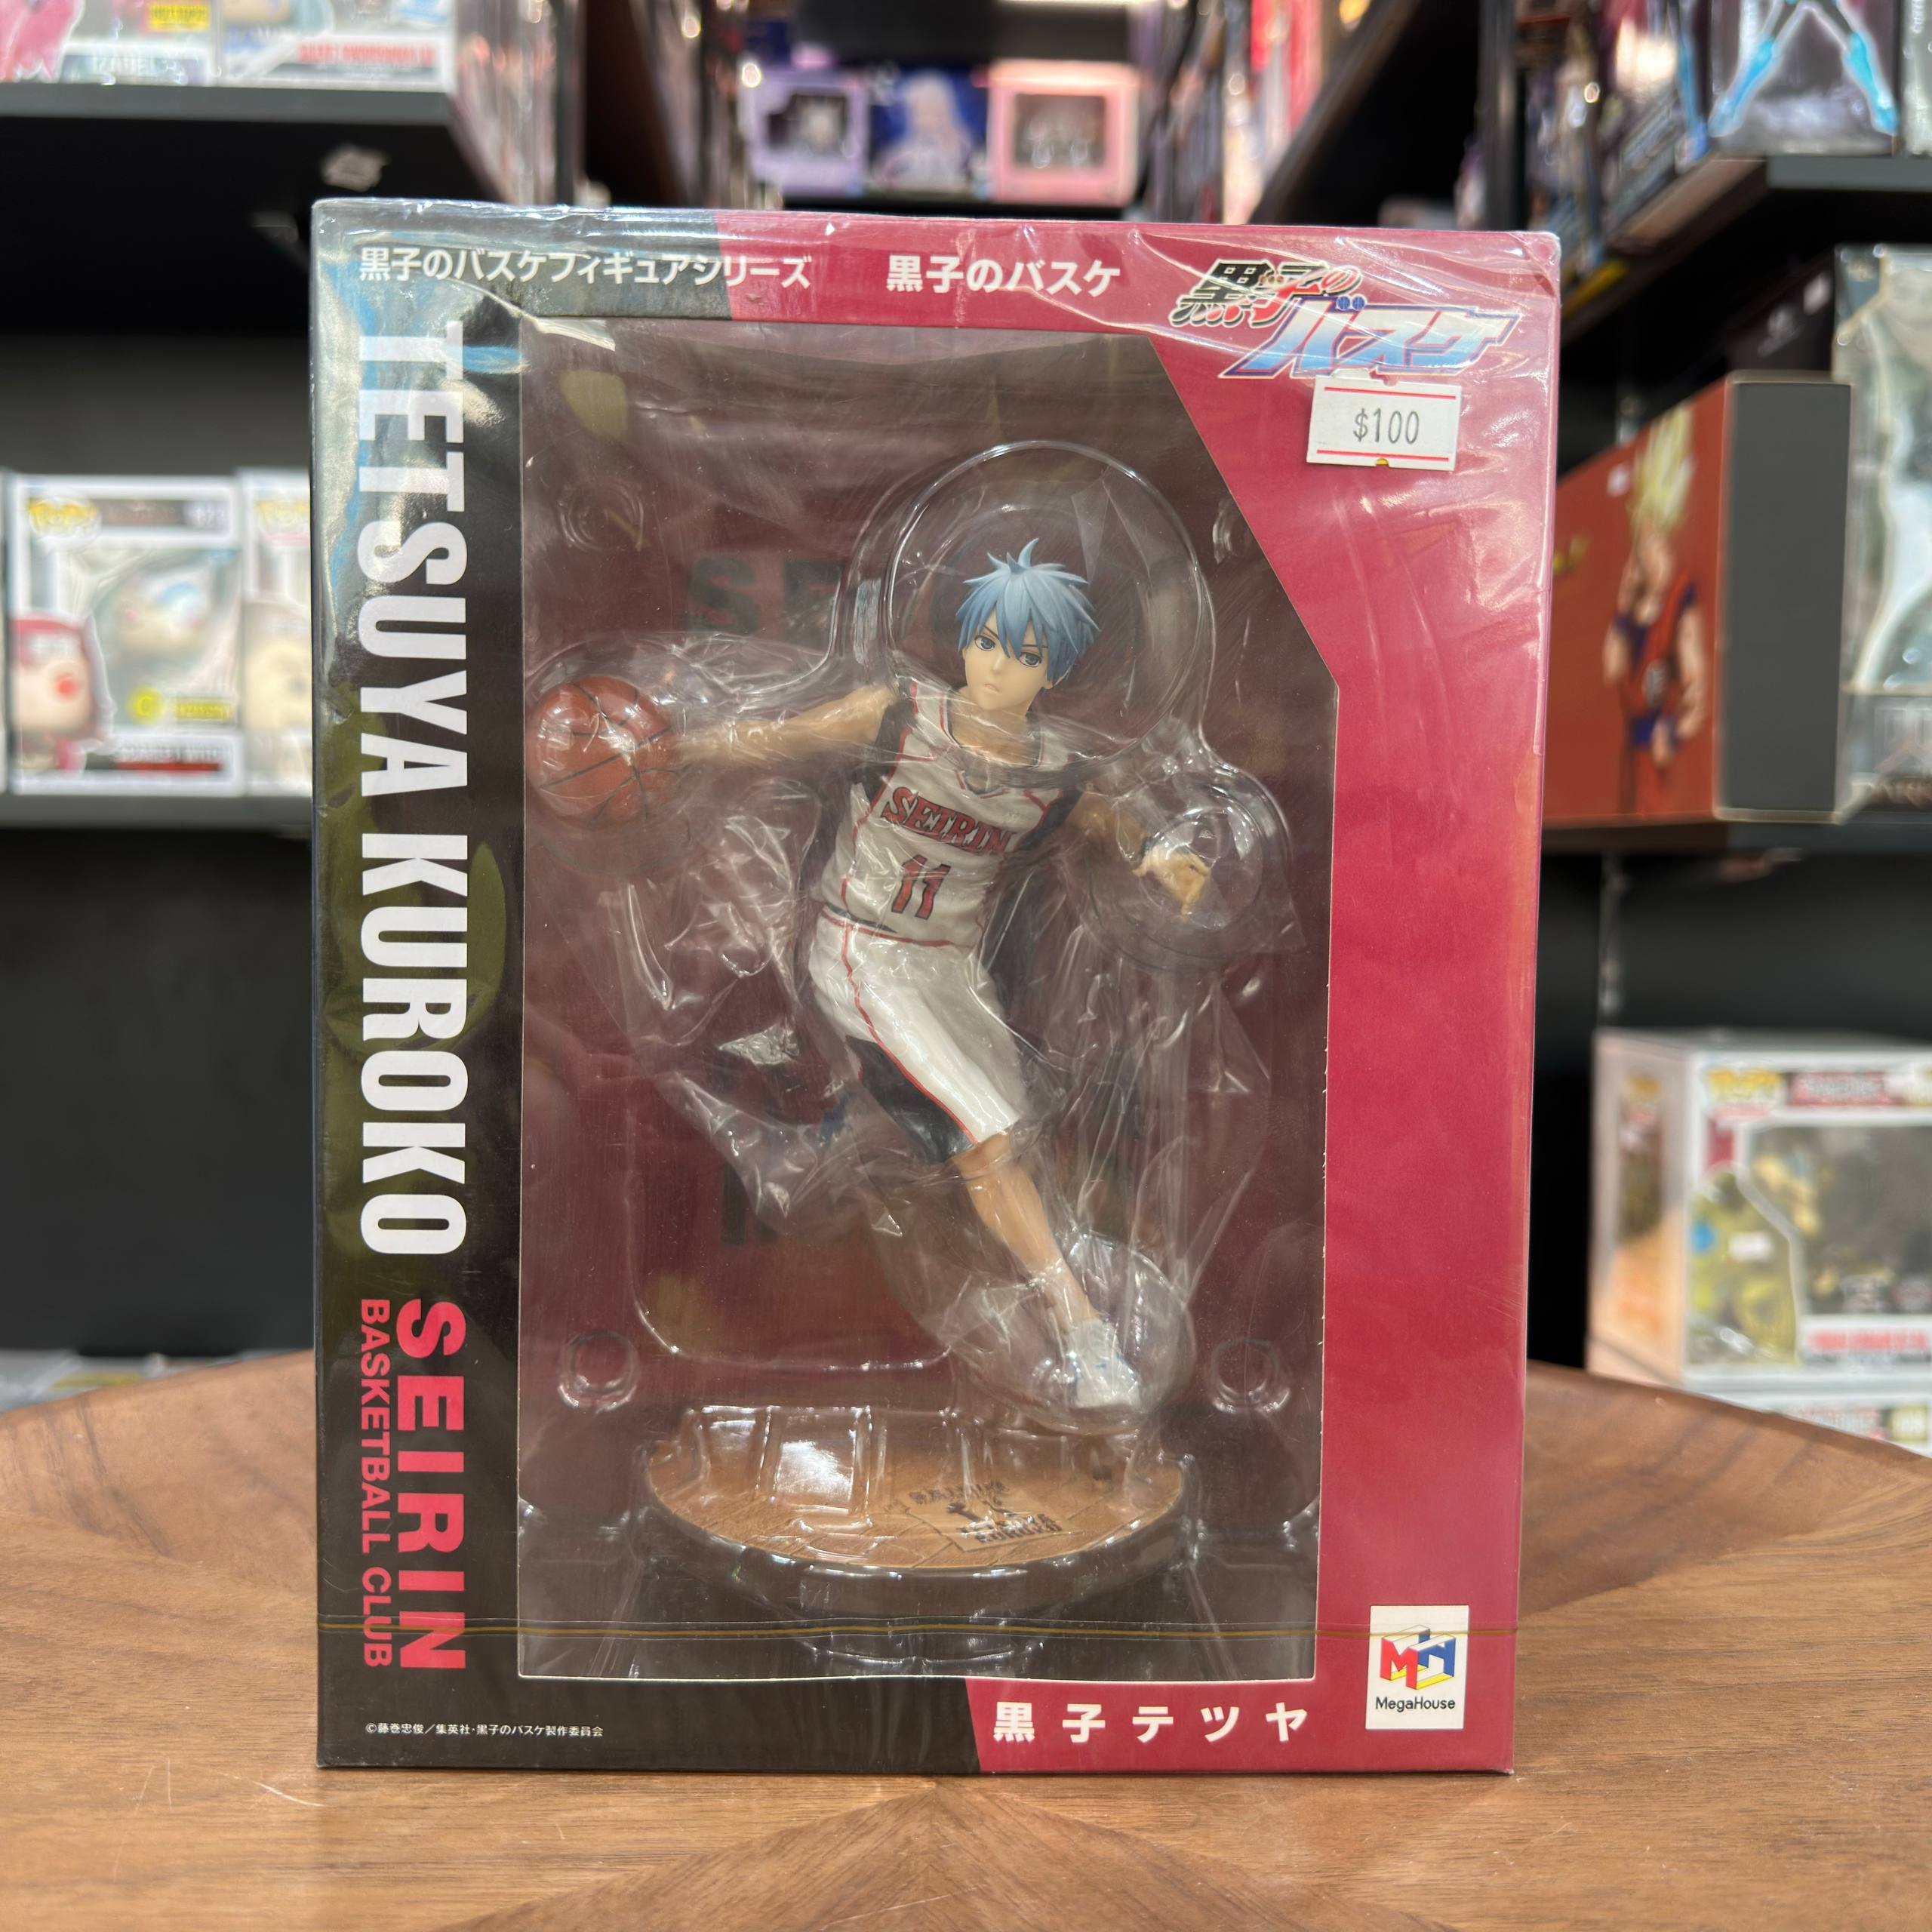 黒子のバスケフィギュアシリーズ
黒子のバスケ
黒子のバスケ
$100
TETSUYA KUROKO
SEIRIN
BASKETBALL CLUB
SEIRIN
11
黒子テツヤ
MegaHouse
©藤巻忠俊／集英社・黒子のバスケ製作委員会